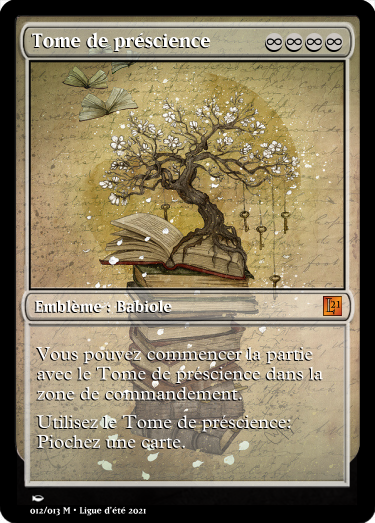 Tome de préscience ∞∞∞∞
Emblème : Babiole
L21
Vous pouvez commencer la partie
avec le Tome de préscience dans la
zone de commandement.
Utilisez le Tome de préscience:
Piochez une carte.
012/013 M • Ligue d'été 2021